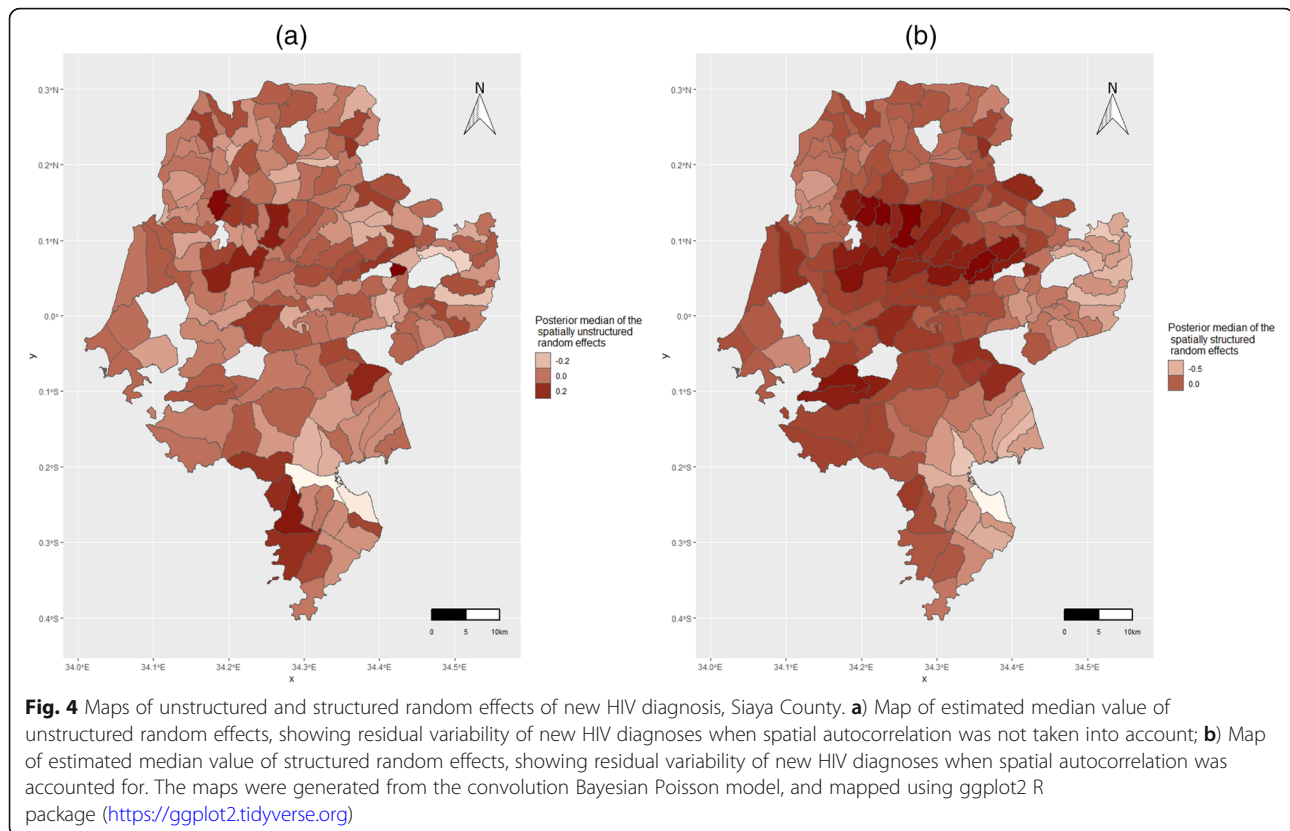 (a)
N
0.3°N
0.2°N
0.1°N
0.0°
0.1°S
0.2°S
0.3°S
0.4°S
y
34.0°E 34.1°E 34.2°E 34.3°E 34.4°E 34.5°E
x
0 5 10km
Posterior median of the
spatially unstructured
random effects
-0.2
0.0
0.2
(b)
N
0.3°N
0.2°N
0.1°N
0.0°
0.1°S
0.2°S
0.3°S
0.4°S
y
34.0°E 34.1°E 34.2°E 34.3°E 34.4°E 34.5°E
x
0 5 10km
Posterior median of the
spatially structured
random effects
-0.5
0.0
Fig. 4 Maps of unstructured and structured random effects of new HIV diagnosis, Siaya County. a) Map of estimated median value of
unstructured random effects, showing residual variability of new HIV diagnoses when spatial autocorrelation was not taken into account; b) Map
of estimated median value of structured random effects, showing residual variability of new HIV diagnoses when spatial autocorrelation was
accounted for. The maps were generated from the convolution Bayesian Poisson model, and mapped using ggplot2 R
package (https://ggplot2.tidyverse.org)